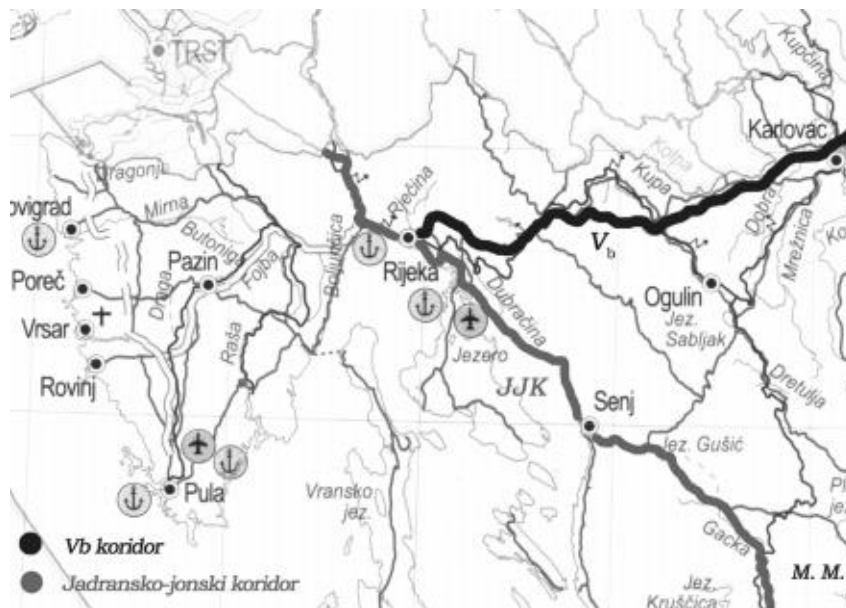 TRST
Kupčina
Karlovac
Kolpa
Kupa
Dragonja
Rječina
Dobra
Mirna
ovigrad
Butoniga
Boljunčica
Mrežnica
V b
Pazin
Fojba
Rijeka
Ogulin
Poreč
Draga
Dubračina
Jez.
Sabljak
Vrsar
Raša
Jezero
Rovinj
JJK
Dretulja
Senj
Jez. Gušić
Pula
Vransko
jez.
Gacka
Vb koridor
M. M.
Jadransko-jonski koridor
Jez.
Kruščica